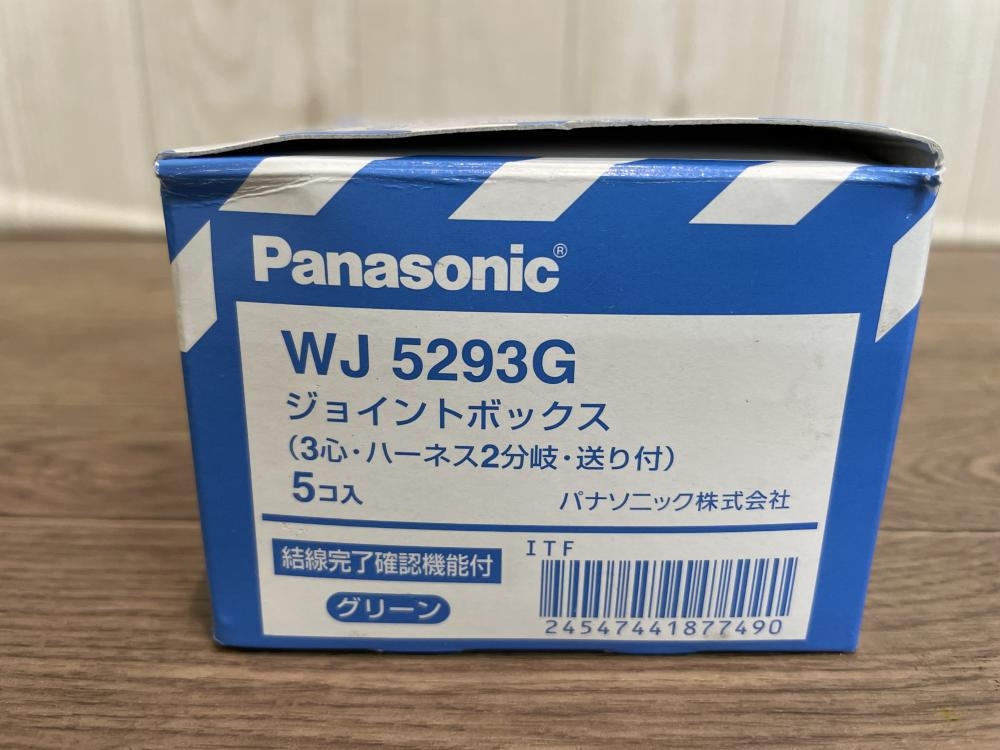 Panasonic®
WJ 5293G
ジョイントボックス
(3心・ハーネス2分岐・送り付)
5コ入
パナソニック株式会社
結線完了確認機能付
ITF
グリーン
24547441877490